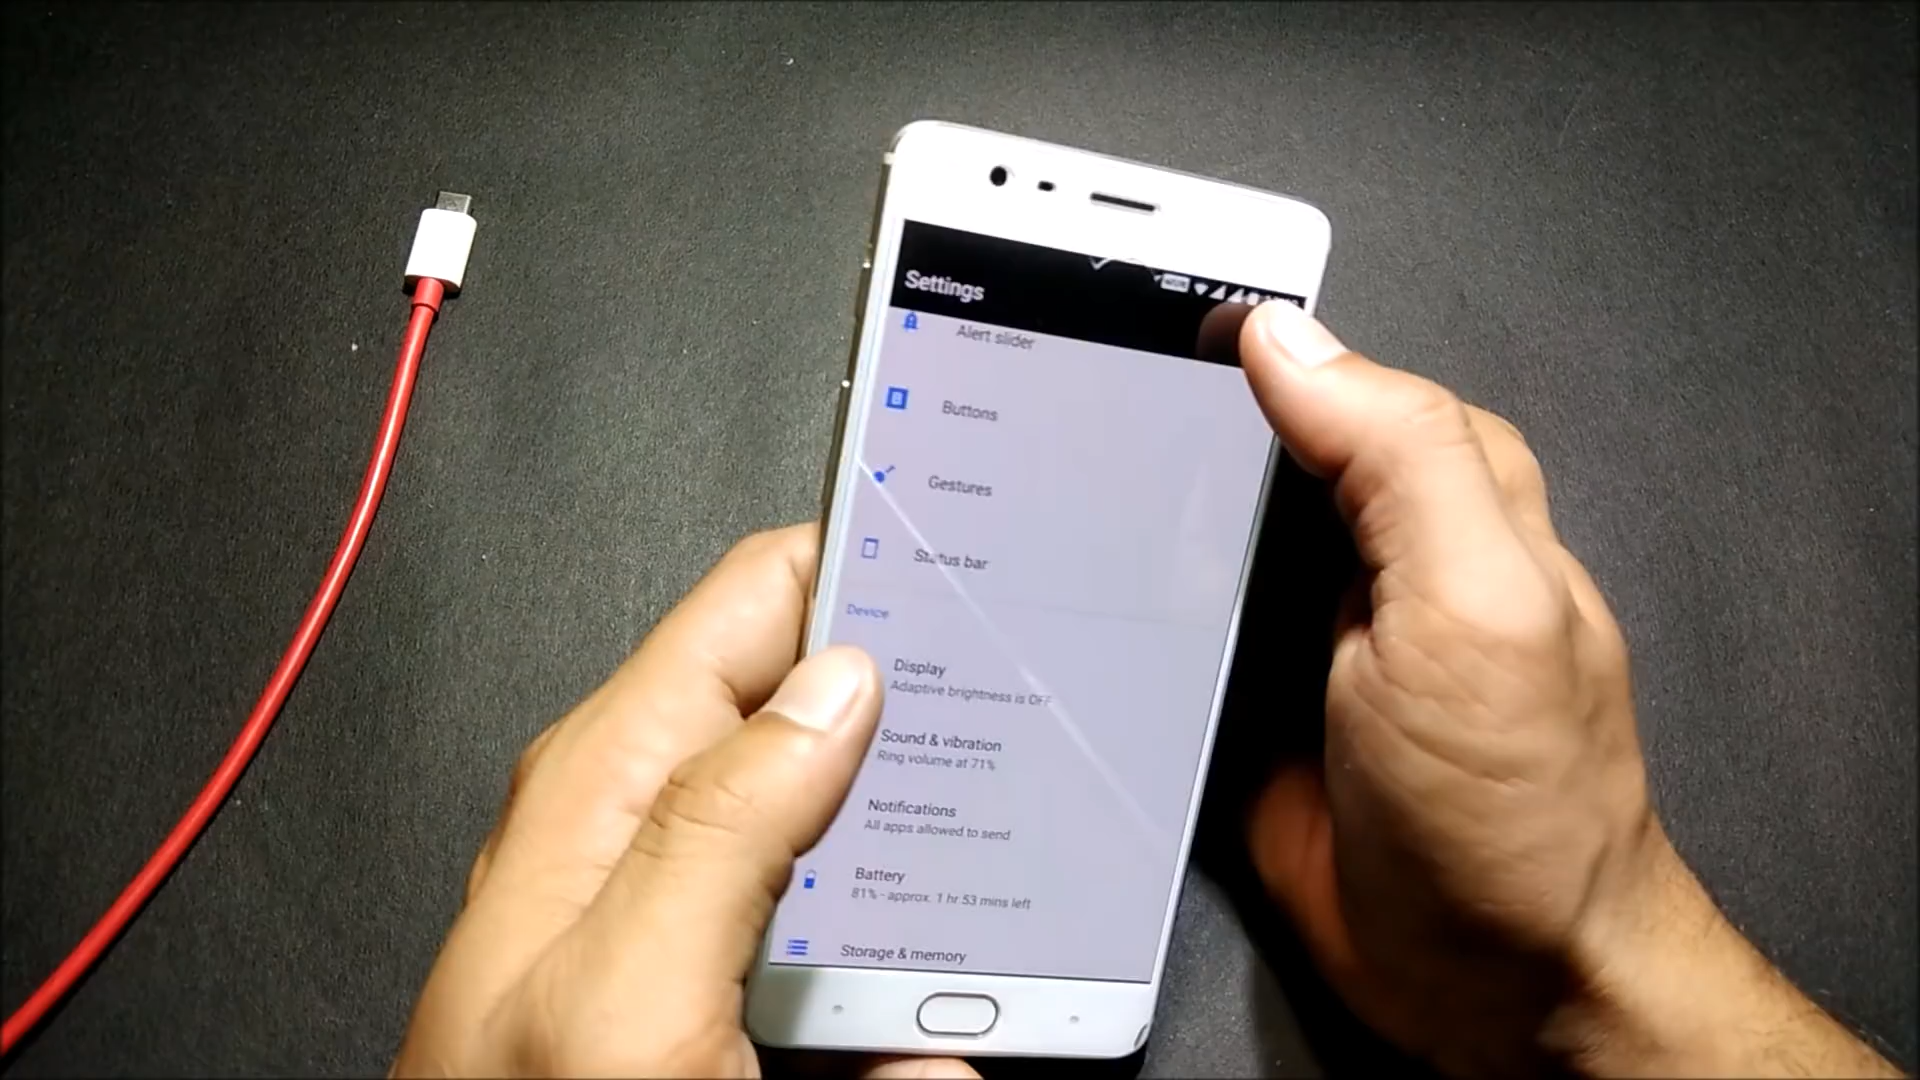 Settings
Alert slider
Buttons
Gestures
Status bar
Device
Display
Adaptive brightness is OFF
Sound & vibration
Ring volume at 71%
Notifications
All apps allowed to send
Battery
81% - approx. 1 hr 53 mins left
Storage & memory